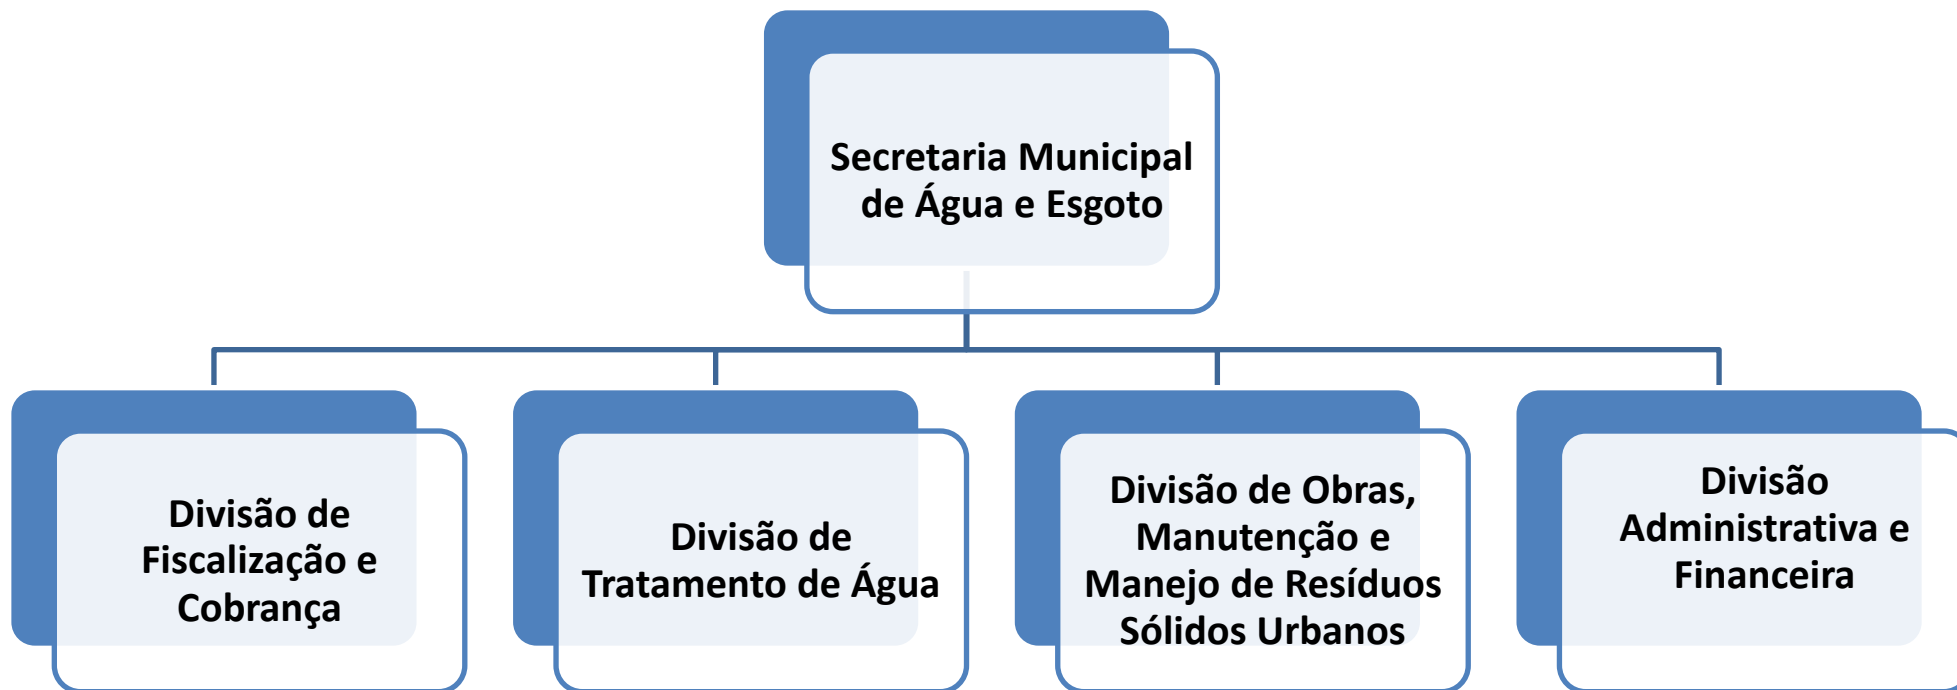 Secretaria Municipal
de Água e Esgoto
Divisão de
Fiscalização e
Cobrança
Divisão de
Tratamento de Água
Divisão de Obras,
Manutenção e
Manejo de Resíduos
Sólidos Urbanos
Divisão
Administrativa e
Financeira